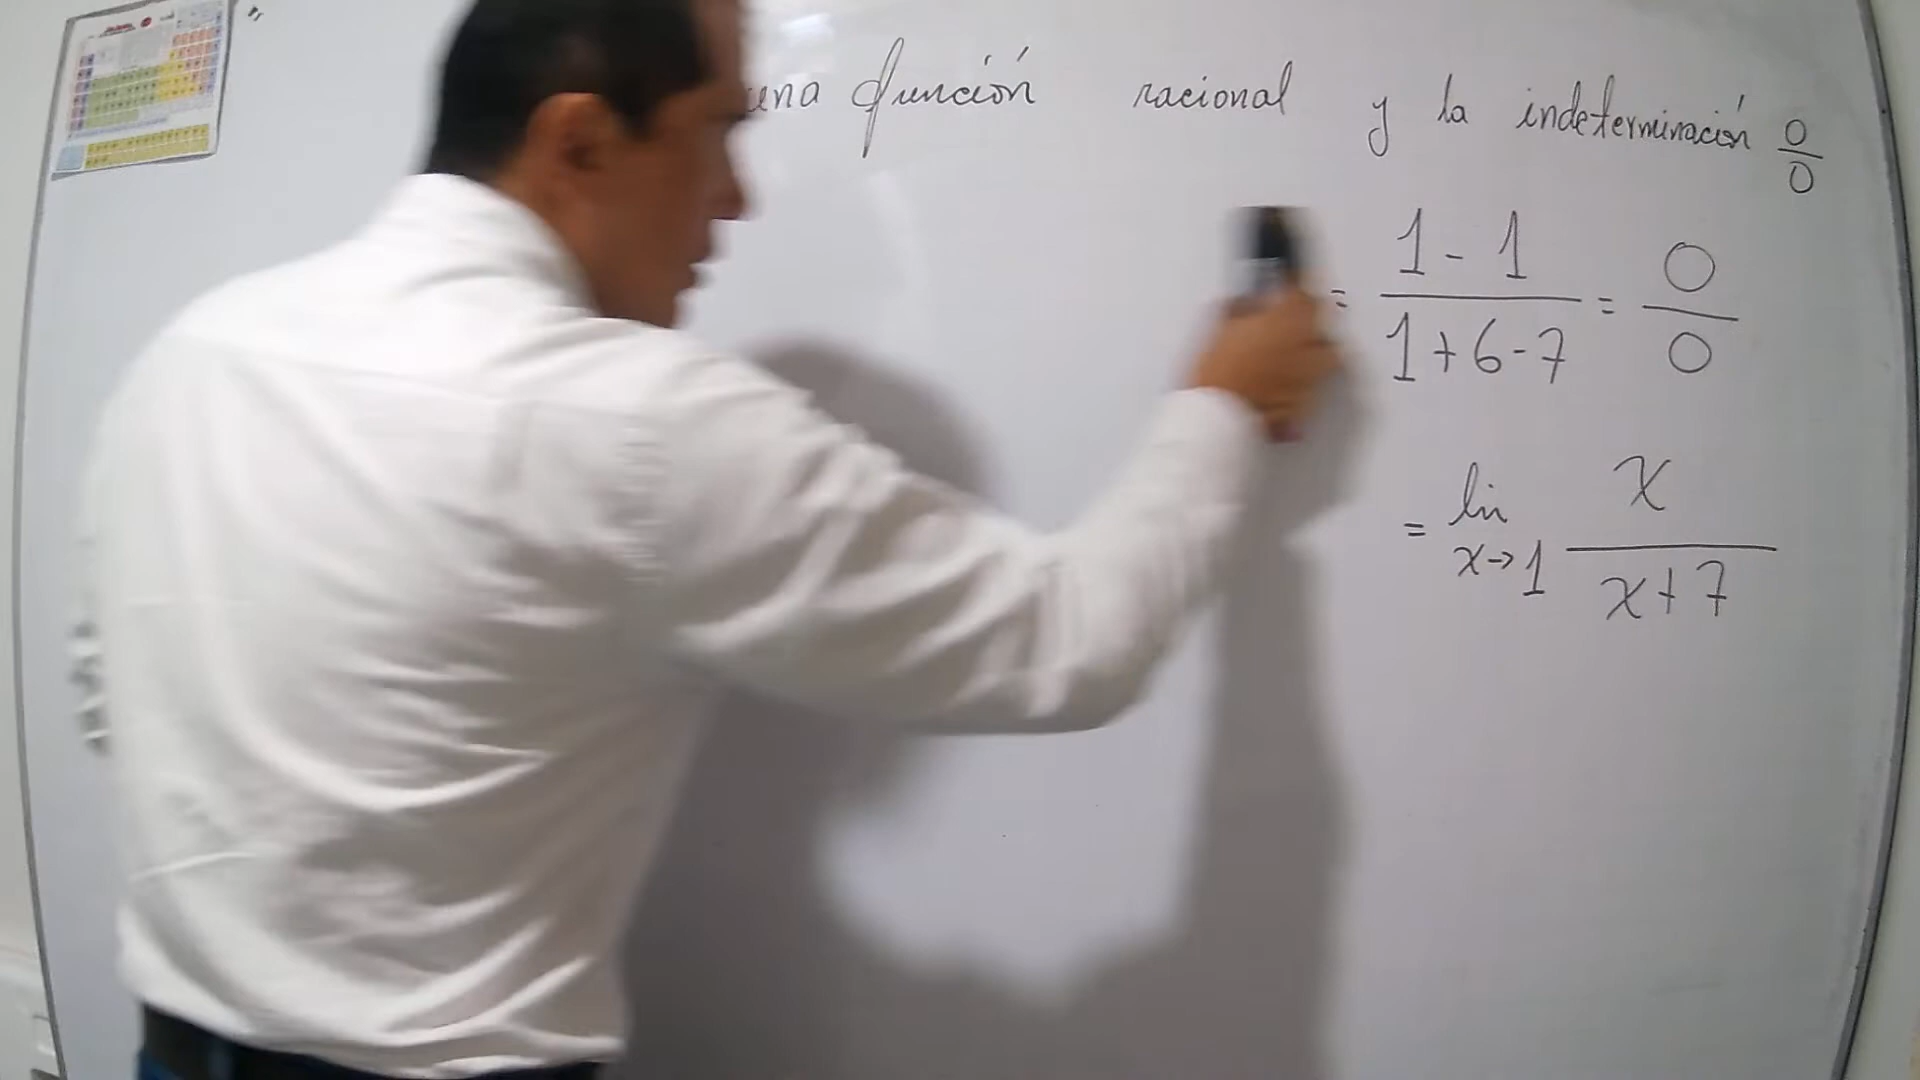 una función racional y la indeterminación 0/0
= 1 - 1 / 1 + 6 - 7 = 0/0
= lim x→1 x / x + 7